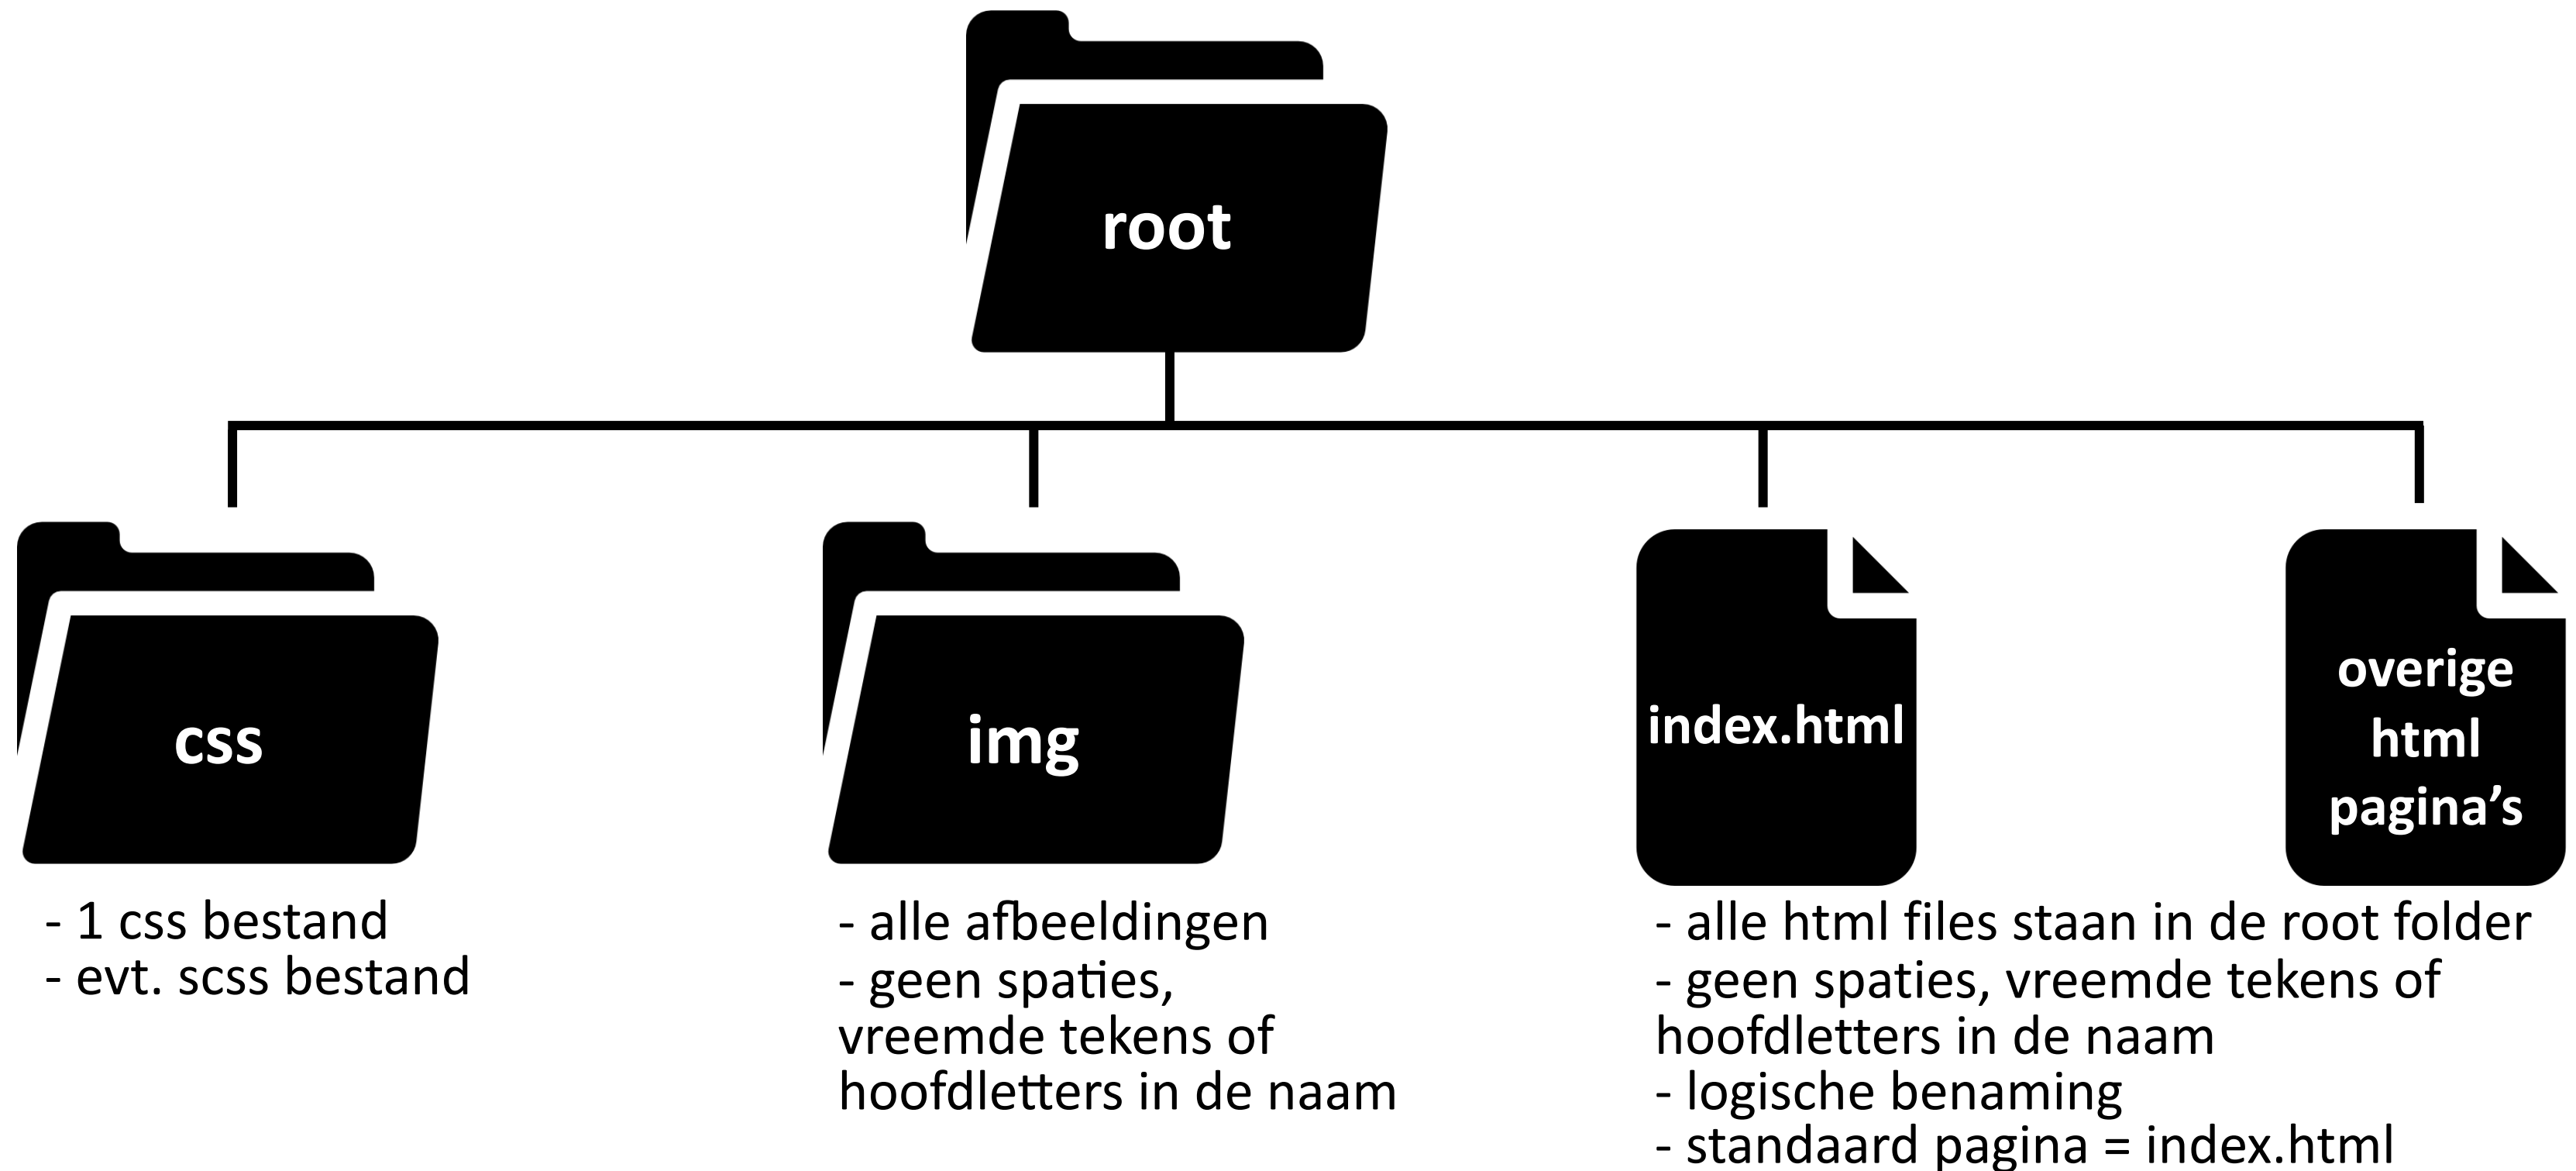 root
css
img
index.html
overige
html
pagina’s
- 1 css bestand
- evt. scss bestand
- alle afbeeldingen
- geen spaties,
vreemde tekens of
hoofdletters in de naam
- alle html files staan in de root folder
- geen spaties, vreemde tekens of
hoofdletters in de naam
- logische benaming
- standaard pagina = index.html